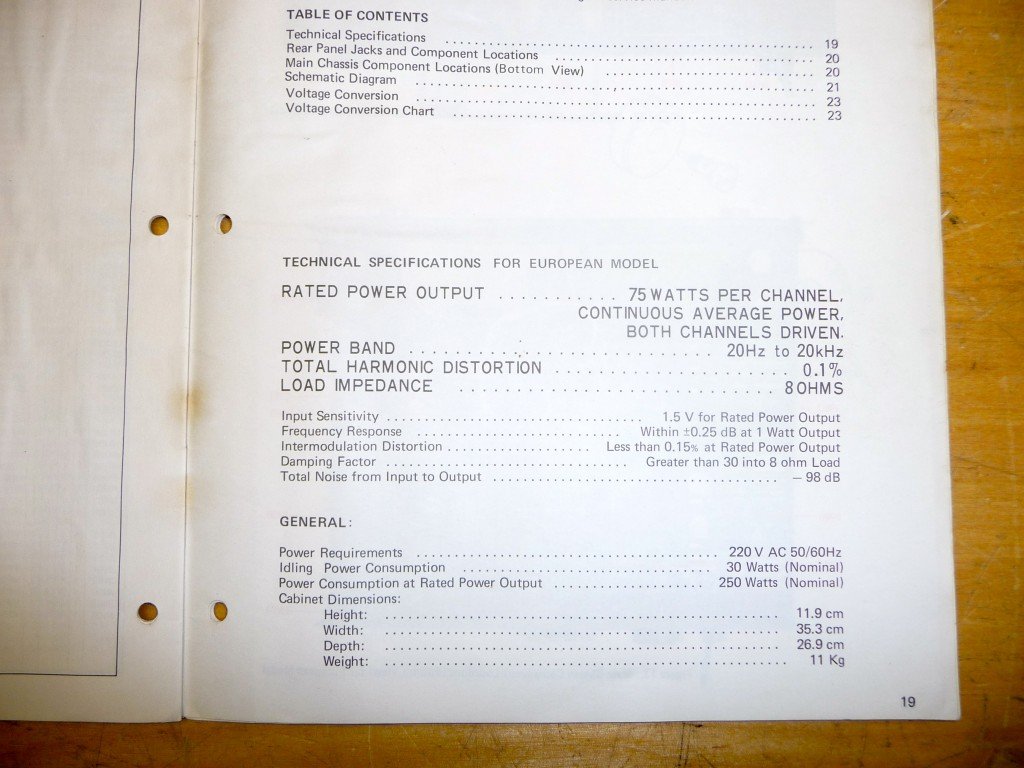 TABLE OF CONTENTS
Technical Specifications ..... 19
Rear Panel Jacks and Component Locations ..... 20
Main Chassis Component Locations (Bottom View) ..... 20
Schematic Diagram ..... 21
Voltage Conversion ..... 23
Voltage Conversion Chart ..... 23
TECHNICAL SPECIFICATIONS FOR EUROPEAN MODEL
RATED POWER OUTPUT ..... 75 WATTS PER CHANNEL,
CONTINUOUS AVERAGE POWER,
BOTH CHANNELS DRIVEN.
POWER BAND ..... 20Hz to 20kHz
TOTAL HARMONIC DISTORTION ..... 0.1%
LOAD IMPEDANCE ..... 8 OHMS
Input Sensitivity ..... 1.5 V for Rated Power Output
Frequency Response ..... Within ±0.25 dB at 1 Watt Output
Intermodulation Distortion ..... Less than 0.15% at Rated Power Output
Damping Factor ..... Greater than 30 into 8 ohm Load
Total Noise from Input to Output ..... – 98 dB
GENERAL:
Power Requirements ..... 220 V AC 50/60Hz
Idling Power Consumption ..... 30 Watts (Nominal)
Power Consumption at Rated Power Output ..... 250 Watts (Nominal)
Cabinet Dimensions:
Height: ..... 11.9 cm
Width: ..... 35.3 cm
Depth: ..... 26.9 cm
Weight: ..... 11 Kg
19